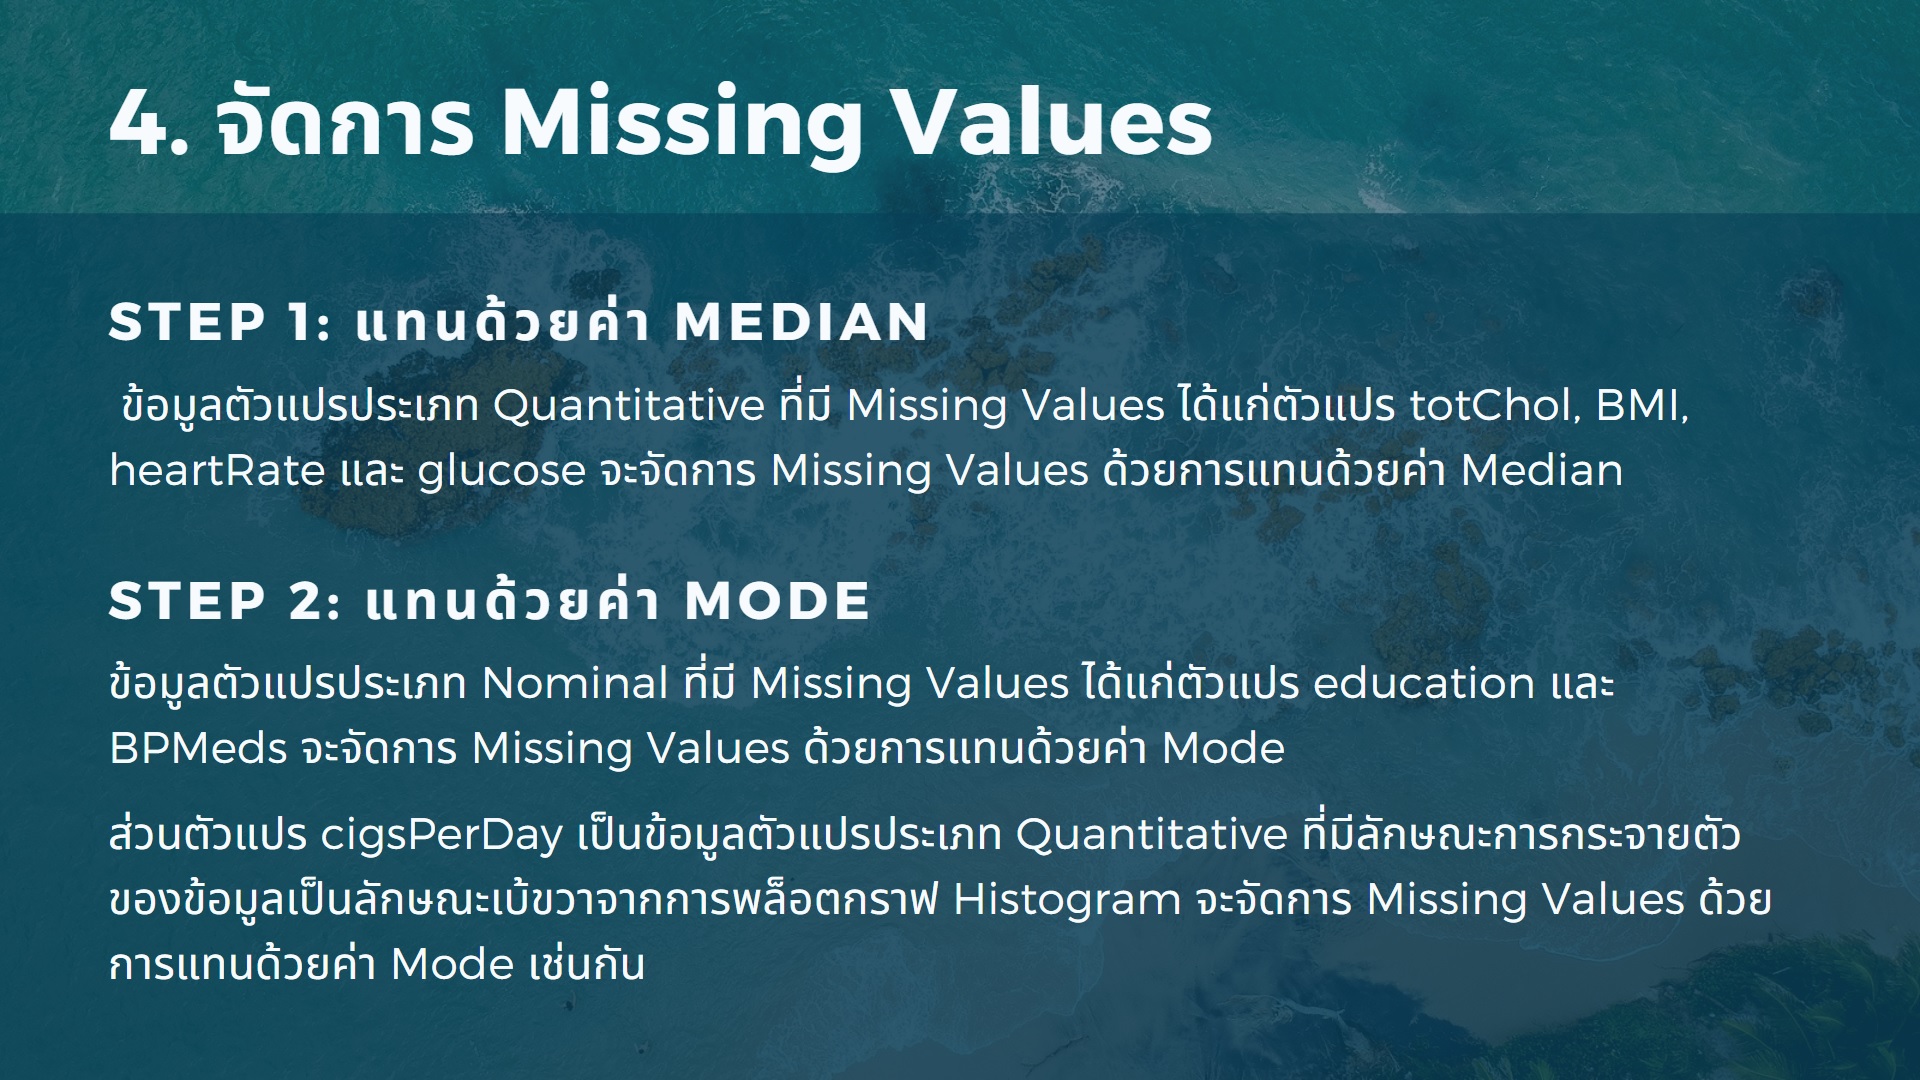 4. จัดการ Missing Values
STEP 1: แทนด้วยค่า MEDIAN
ข้อมูลตัวแปรประเภท Quantitative ที่มี Missing Values ได้แก่ตัวแปร totChol, BMI,
heartRate และ glucose จะจัดการ Missing Values ด้วยการแทนด้วยค่า Median
STEP 2: แทนด้วยค่า MODE
ข้อมูลตัวแปรประเภท Nominal ที่มี Missing Values ได้แก่ตัวแปร education และ
BPMeds จะจัดการ Missing Values ด้วยการแทนด้วยค่า Mode
ส่วนตัวแปร cigsPerDay เป็นข้อมูลตัวแปรประเภท Quantitative ที่มีลักษณะการกระจายตัว
ของข้อมูลเป็นลักษณะเบ้ขวาจากการพล็อตกราฟ Histogram จะจัดการ Missing Values ด้วย
การแทนด้วยค่า Mode เช่นกัน